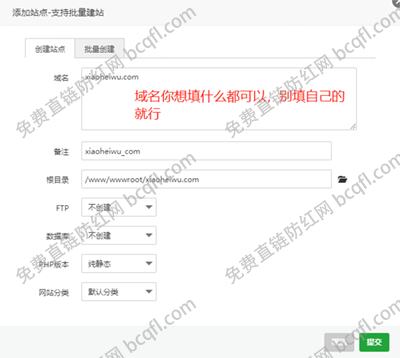 添加站点-支持批量建站
创建站点 批量创建
域名 xiaoheiwu.com
域名你想填什么都可以，别填自己的
就行
备注 xiaoheiwu_com
根目录 /www/wwwroot/xiaoheiwu.com
FTP 不创建
数据库 不创建
PHP版本 纯静态
网站分类 默认分类
提交
免费直链防红网 bcqfl.com
免费直链防红网 bcqfl.com
免费直链防红网 bcqfl.com
免费直链防红网 bcqfl.com